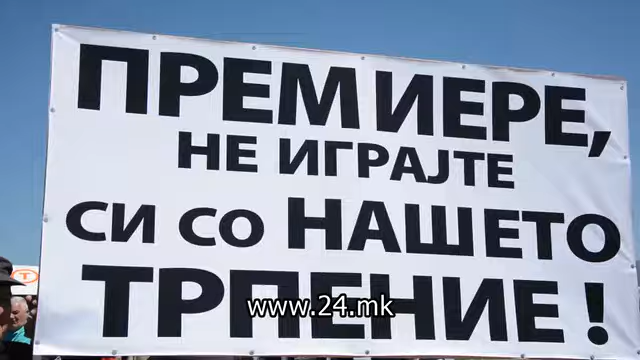 ПРЕМИЕРЕ,
НЕ ИГРАЈТЕ
СИ СО НАШЕТО
ТРПЕНИЕ!
www.24.mk
T